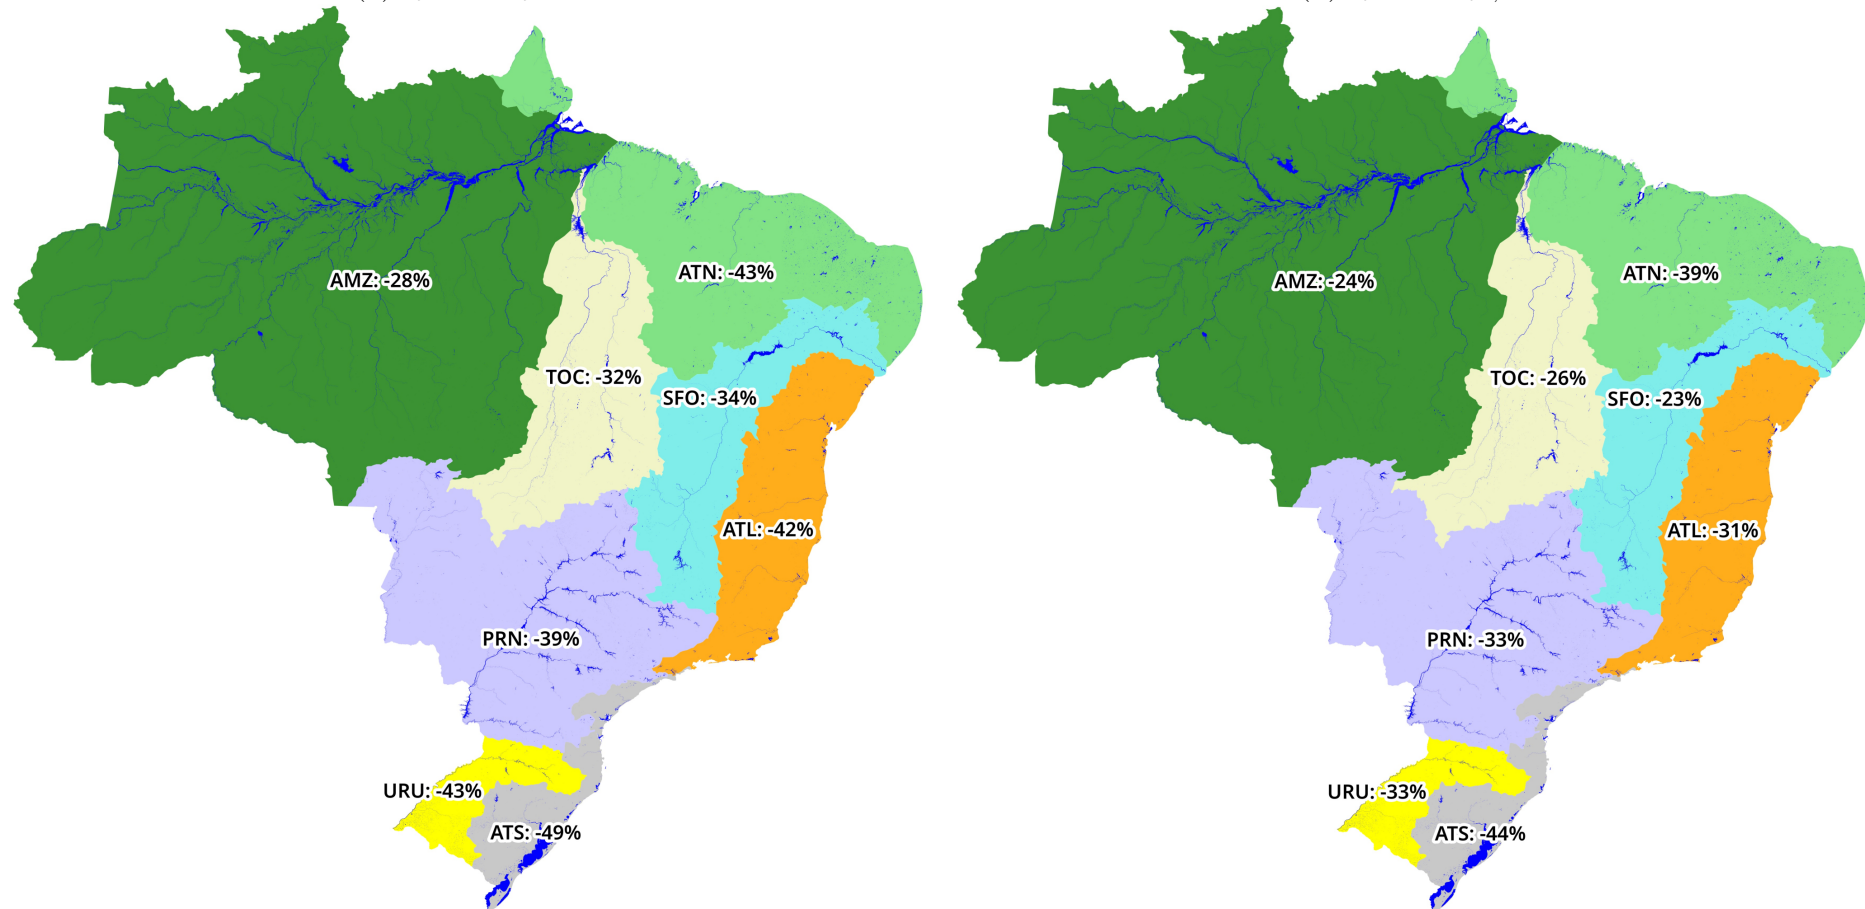 AMZ: -28%
ATN: -43%
TOC: -32%
SFO: -34%
ATL: -42%
PRN: -39%
URU: -43%
ATS: -49%
AMZ: -24%
ATN: -39%
TOC: -26%
SFO: -23%
ATL: -31%
PRN: -33%
URU: -33%
ATS: -44%